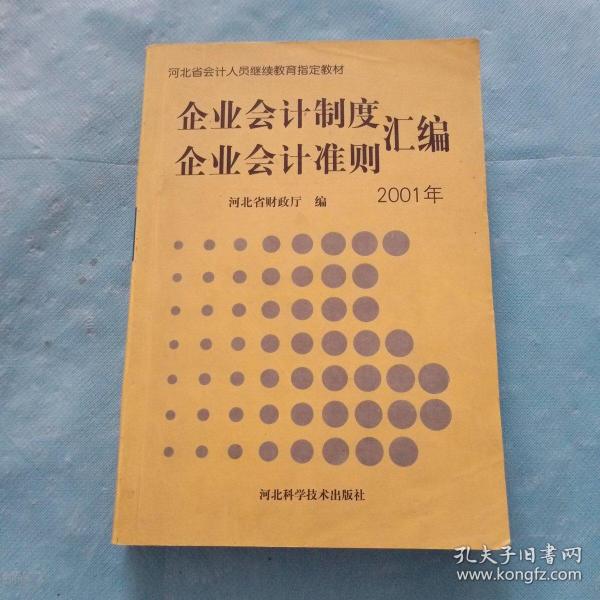 河北省会计人员继续教育指定教材
企业会计制度
企业会计准则
汇编
2001年
河北省财政厅 编
河北科学技术出版社
孔夫子旧书网
www.kongfz.com